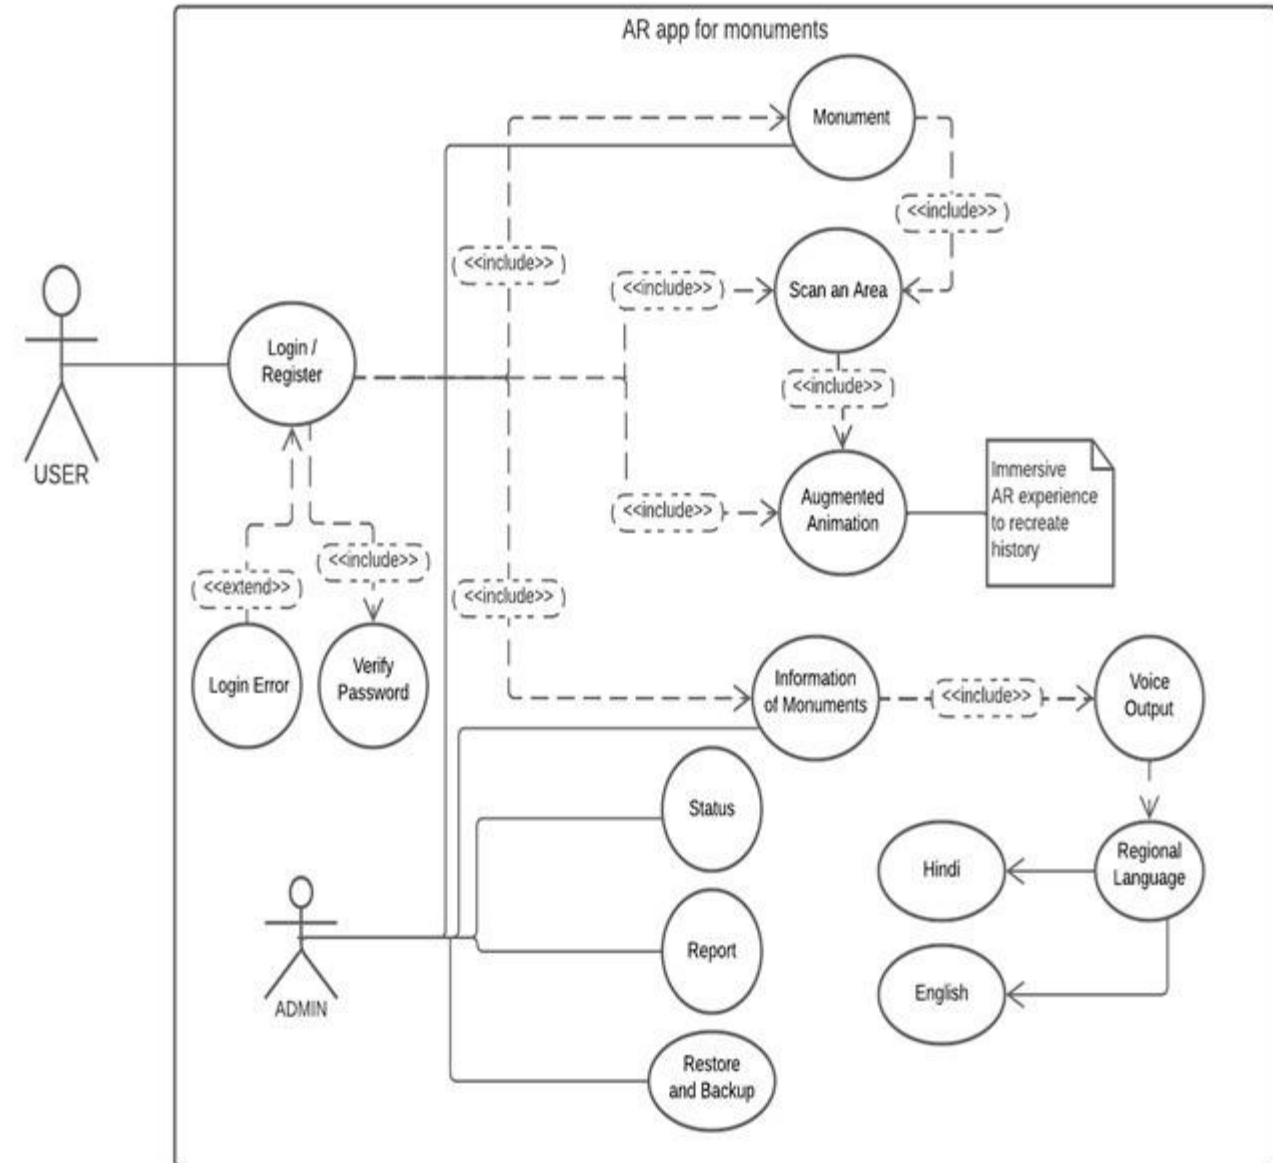 AR app for monuments
Monument
<<include>>
<<include>>
<<include>>
Scan an Area
Login /
Register
<<include>>
USER
Augmented
Animation
<<include>>
Immersive
AR experience
to recreate
history
<<include>>
<<extend>>
<<include>>
Login Error
Verify
Password
Information
of Monuments
<<include>>
Voice
Output
Status
Hindi
Regional
Language
Report
English
ADMIN
Restore
and Backup